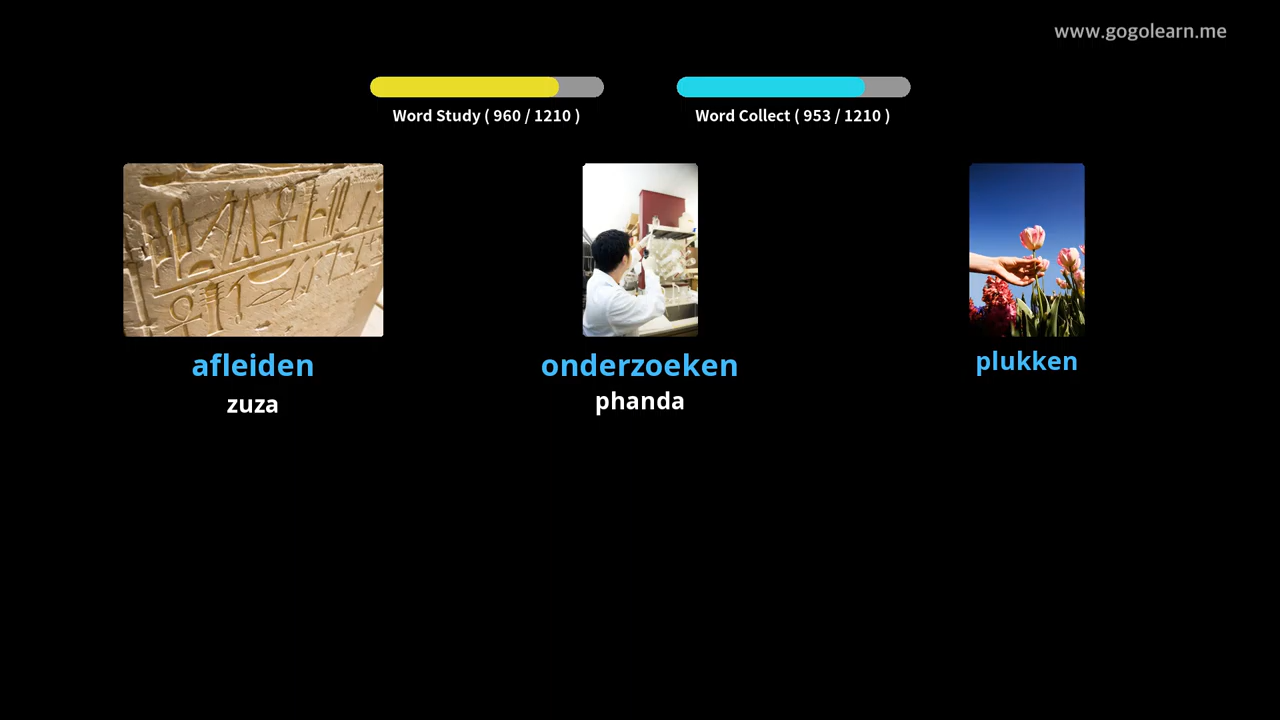 www.gogolearn.me
Word Study ( 960 / 1210 )
Word Collect ( 953 / 1210 )
afleiden
zuza
onderzoeken
phanda
plukken